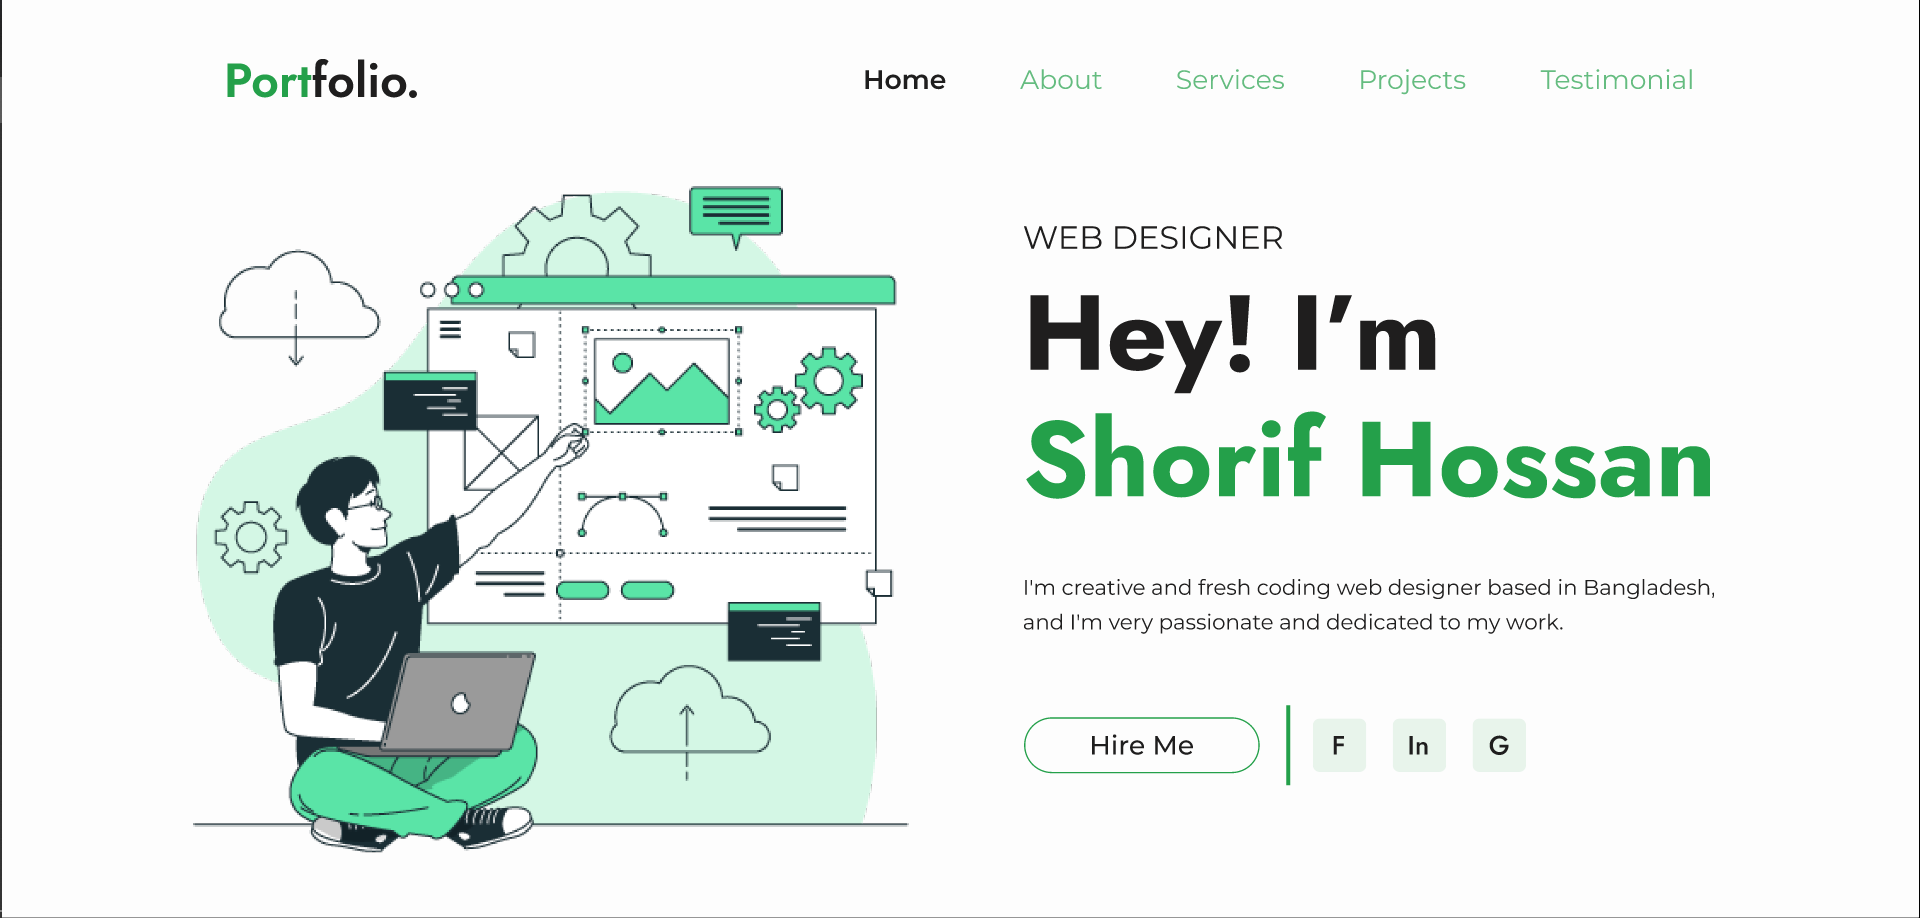 Portfolio.
Home About Services Projects Testimonial
WEB DESIGNER
Hey! I’m
Shorif Hossan
I'm creative and fresh coding web designer based in Bangladesh,
and I'm very passionate and dedicated to my work.
Hire Me F In G